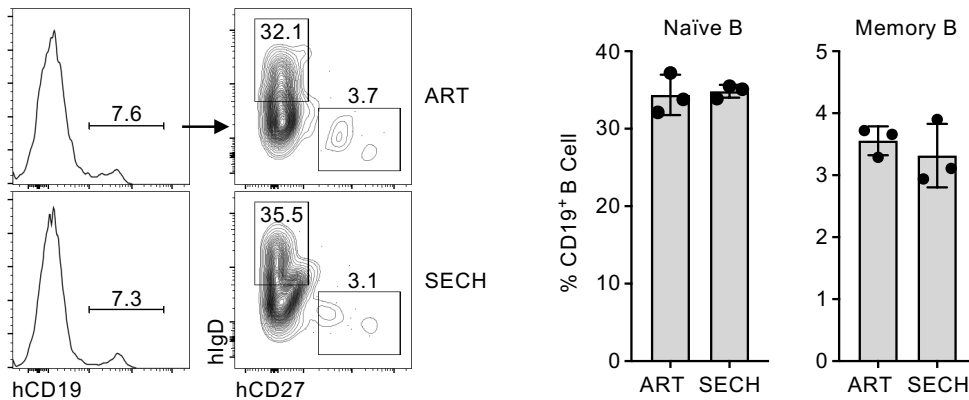 7.6
32.1
3.7
ART
7.3
35.5
3.1
SECH
hIgD
hCD19
hCD27
Naïve B
% CD19+ B Cell
40
30
20
10
0
ART SECH
Memory B
5
4
3
2
1
0
ART SECH